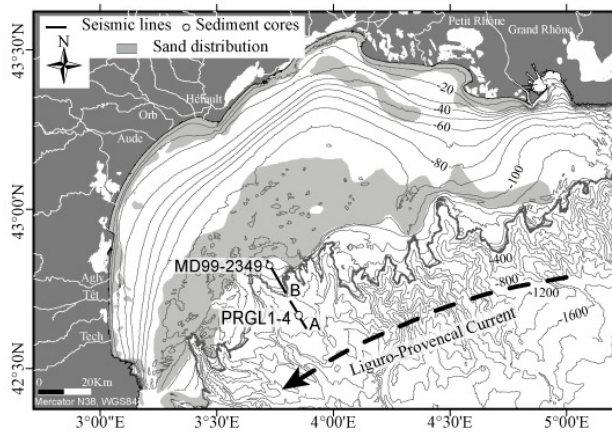 Seismic lines
Sediment cores
Sand distribution
N
Petit Rhône
Grand Rhône
Hérault
Orb
Aude
Agly
Têt
Tech
-20
-40
-60
-80
-100
-400
-800
-1200
-1600
MD99-2349
B
PRGL1-4
A
Liguro-Provencal Current
0 20Km
Mercator N38, WGS84
43°30'
43°00'
42°30'
3°00'E 3°30'E 4°00'E 4°30'E 5°00'E